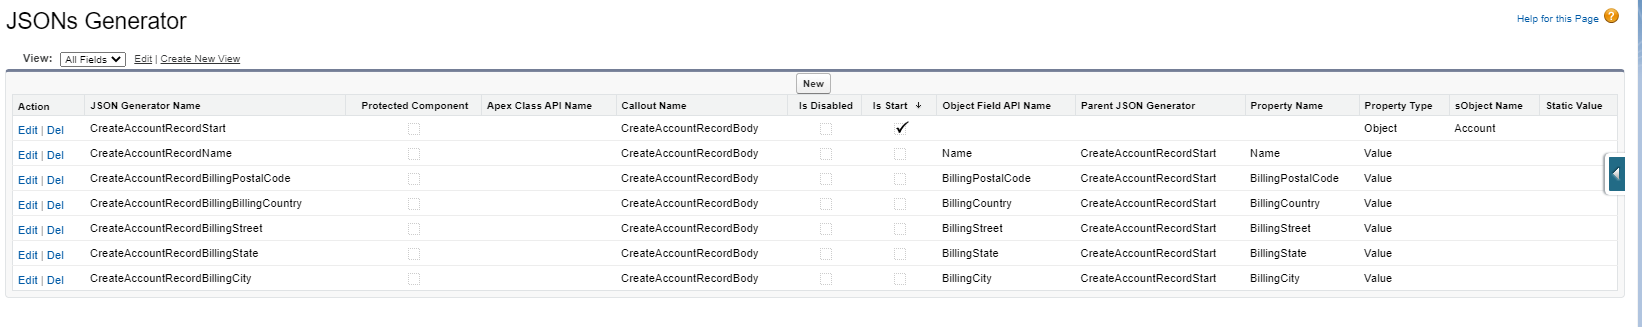 JSONs Generator
Help for this Page ?
View: All Fields Edit | Create New View
New
Action JSON Generator Name Protected Component Apex Class API Name Callout Name Is Disabled Is Start ↓ Object Field API Name Parent JSON Generator Property Name Property Type sObject Name Static Value
Edit | Del CreateAccountRecordStart CreateAccountRecordBody ✓ Object Account
Edit | Del CreateAccountRecordName CreateAccountRecordBody Name CreateAccountRecordStart Name Value
Edit | Del CreateAccountRecordBillingPostalCode CreateAccountRecordBody BillingPostalCode CreateAccountRecordStart BillingPostalCode Value
Edit | Del CreateAccountRecordBillingBillingCountry CreateAccountRecordBody BillingCountry CreateAccountRecordStart BillingCountry Value
Edit | Del CreateAccountRecordBillingStreet CreateAccountRecordBody BillingStreet CreateAccountRecordStart BillingStreet Value
Edit | Del CreateAccountRecordBillingState CreateAccountRecordBody BillingState CreateAccountRecordStart BillingState Value
Edit | Del CreateAccountRecordBillingCity CreateAccountRecordBody BillingCity CreateAccountRecordStart BillingCity Value